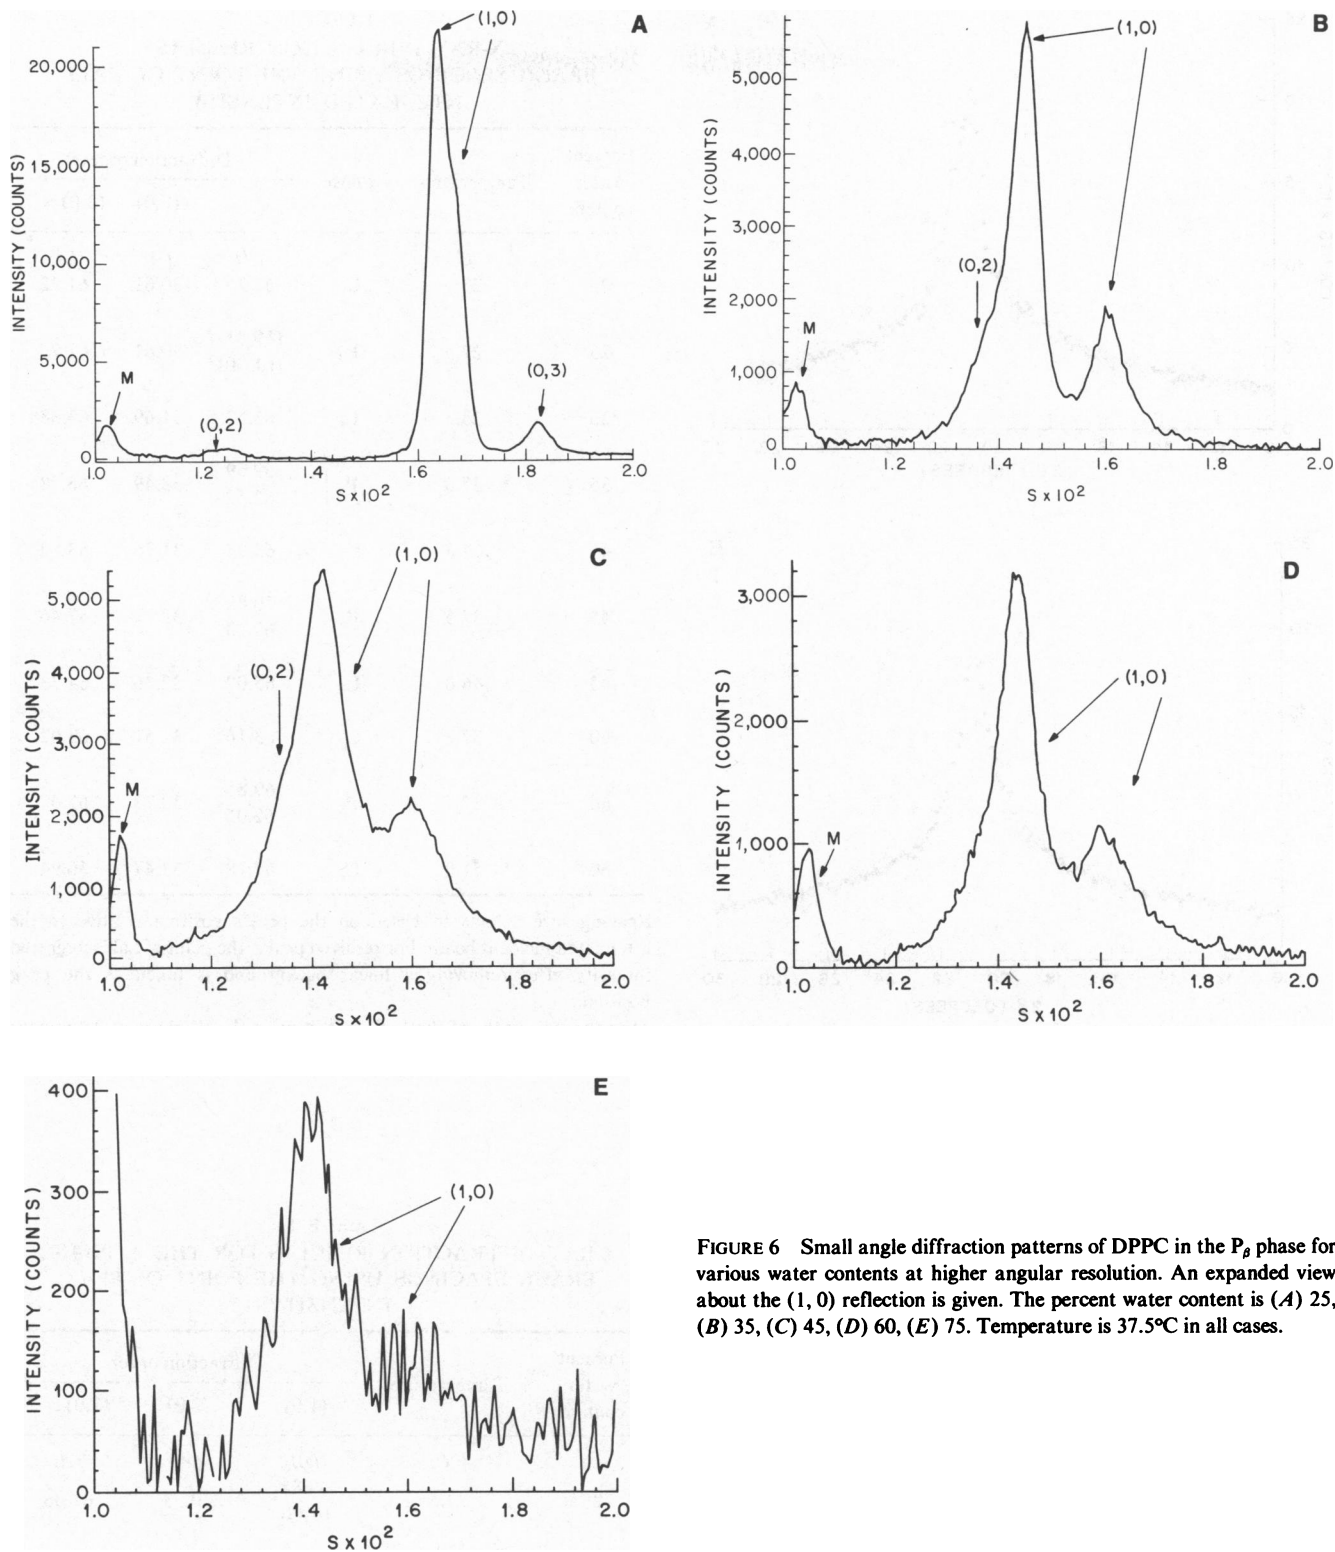 A
(1,0)
20,000
15,000
10,000
5,000
0
INTENSITY (COUNTS)
M
(0,2)
(0,3)
1.0 1.2 1.4 1.6 1.8 2.0
S x 10²
B
(1,0)
5,000
4,000
3,000
2,000
1,000
0
INTENSITY (COUNTS)
(0,2)
M
1.0 1.2 1.4 1.6 1.8 2.0
S x 10²
C
(1,0)
5,000
4,000
3,000
2,000
1,000
0
INTENSITY (COUNTS)
(0,2)
M
1.0 1.2 1.4 1.6 1.8 2.0
S x 10²
D
3,000
2,000
1,000
0
INTENSITY (COUNTS)
(1,0)
M
1.0 1.2 1.4 1.6 1.8 2.0
S x 10²
E
400
300
200
100
0
INTENSITY (COUNTS)
(1,0)
1.0 1.2 1.4 1.6 1.8 2.0
S x 10²
FIGURE 6 Small angle diffraction patterns of DPPC in the Pᵦ phase for
various water contents at higher angular resolution. An expanded view
about the (1, 0) reflection is given. The percent water content is (A) 25,
(B) 35, (C) 45, (D) 60, (E) 75. Temperature is 37.5°C in all cases.